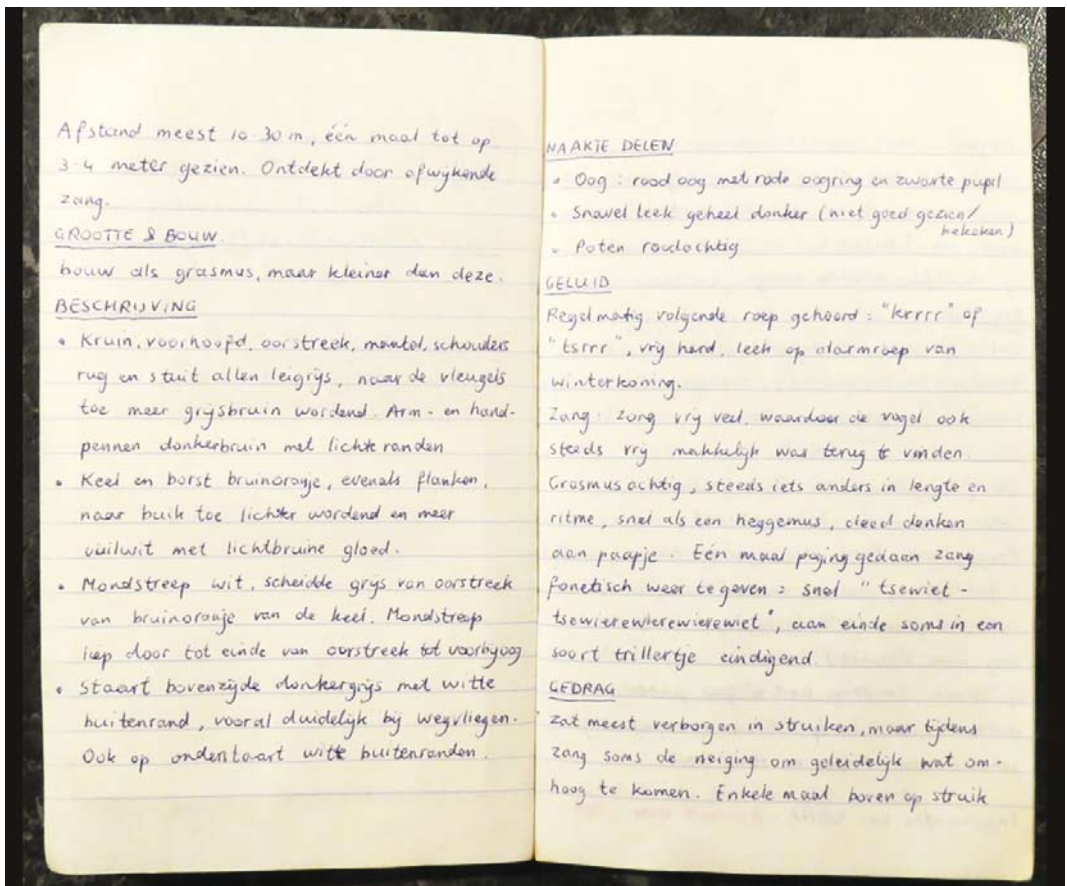 Afstand meest 10-30 m, één maal tot op
3-4 meter gezien. Ontdekt door afwijkende
zang.
GROOTTE & BOUW
bouw als grasmus, maar kleiner dan deze.
BESCHRIJVING
• Kruin, voorhoofd, oorstreek, mantel, schouders
rug en stuit allen leigrijs, naar de vleugels
toe meer grijsbruin wordend. Arm- en hand-
pennen donkerbruin met lichte randen
• Keel en borst bruinoranje, evenals flanken,
naar buik toe lichter wordend en meer
vuilwit met lichtbruine gloed.
• Mondstreep wit, scheidde grijs van oorstreek
van bruinoranje van de keel. Mondstreep
liep door tot einde van oorstreek tot voorbij oog
• Staart bovenzijde donkergrijs met witte
buitenrand, vooral duidelijk bij wegvliegen.
Ook op onderstaart witte buitenranden.
NAAKTE DELEN
• Oog: rood oog met rode oogring en zwarte pupil
• Snavel leek geheel donker (niet goed gezien/
bekeken)
• Poten roodachtig
GELUID
Regelmatig volgende roep gehoord: "krrrr" of
"tsrrr", vrij hard, leek op alarmroep van
winterkoning.
Zang: zong vrij veel, waardoor de vogel ook
steeds vrij makkelijk was terug te vinden.
Grasmusachtig, steeds iets anders in lengte en
ritme, snel als een heggemus, deed denken
aan paapje. Eén maal poging gedaan zang
fonetisch weer te geven: snel "tsewiet-
tsewierewierewierewiet", aan einde soms in een
soort trillertje eindigend.
GEDRAG
zat meest verborgen in struiken, maar tijdens
zang soms de neiging om geleidelijk wat om-
hoog te komen. Enkele maal boven op struik